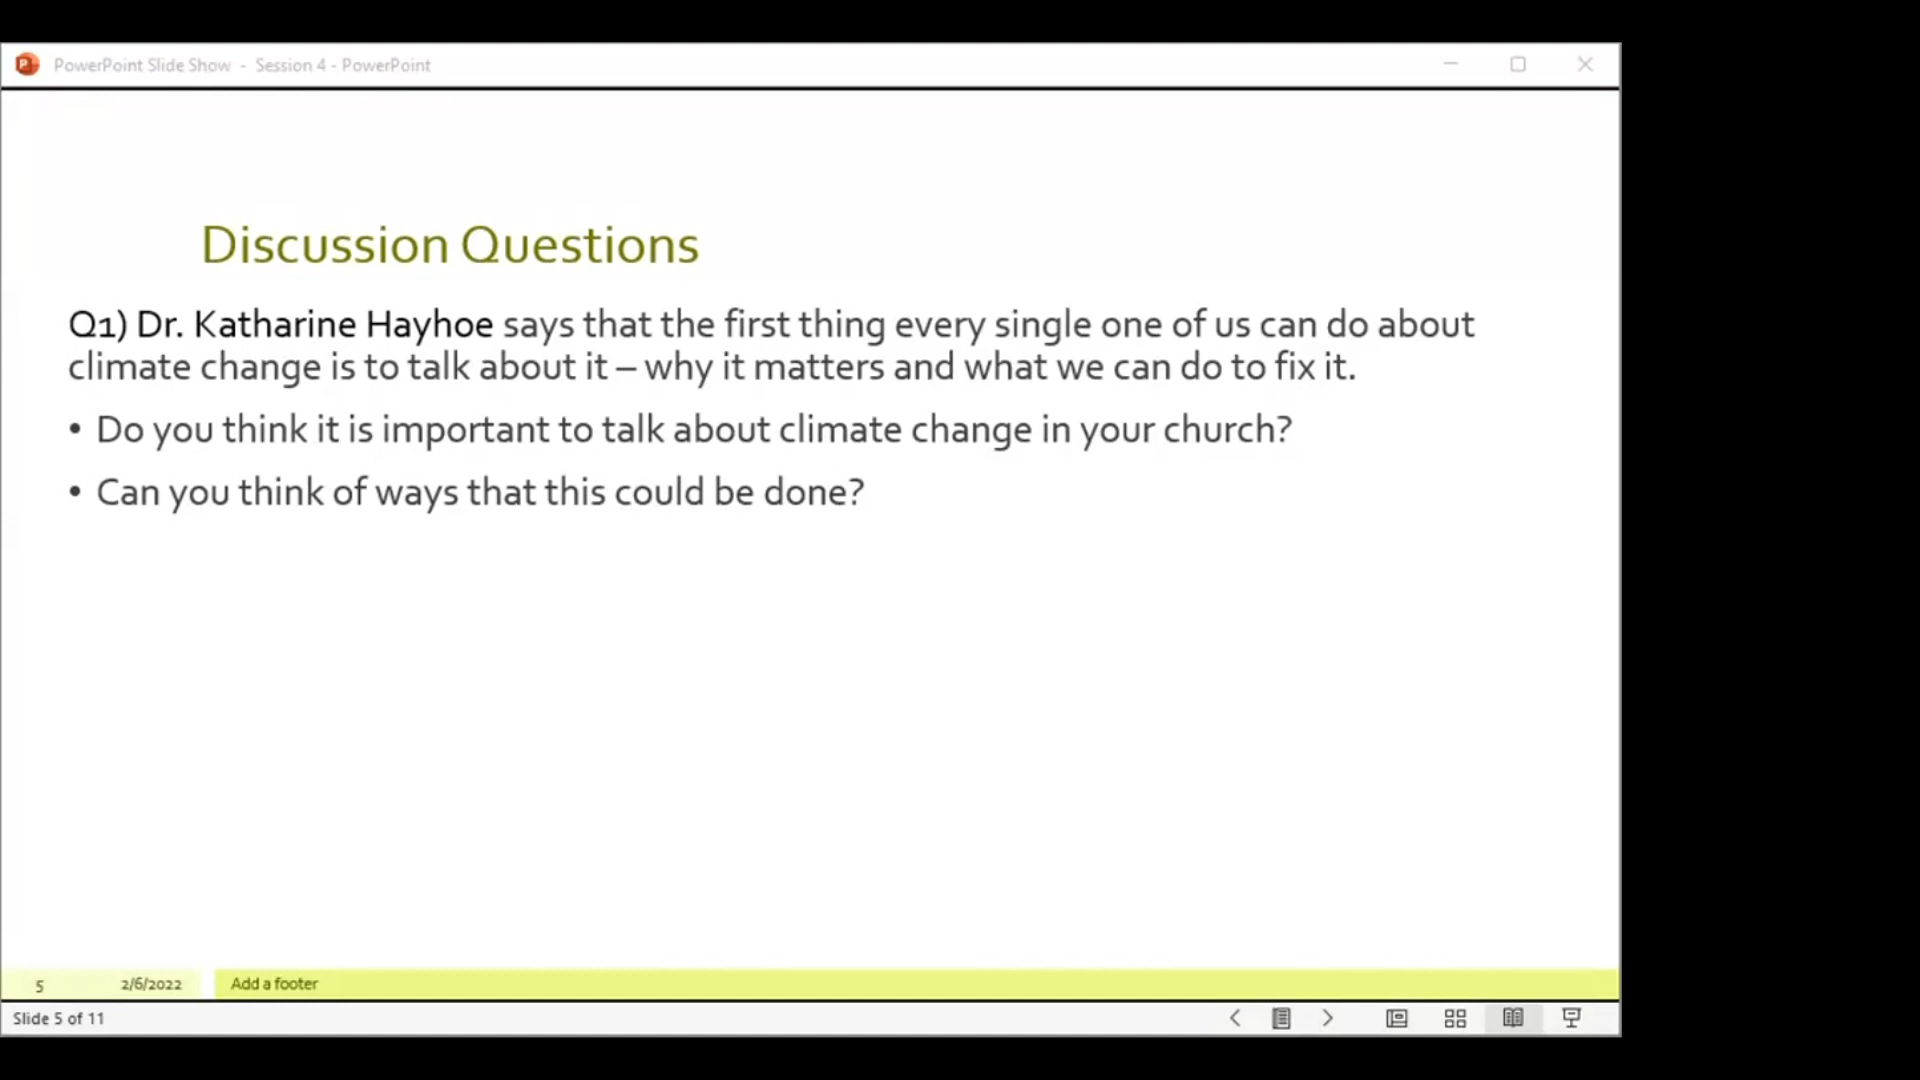 PowerPoint Slide Show - Session 4 - PowerPoint
Discussion Questions
Q1) Dr. Katharine Hayhoe says that the first thing every single one of us can do about
climate change is to talk about it – why it matters and what we can do to fix it.
• Do you think it is important to talk about climate change in your church?
• Can you think of ways that this could be done?
5 2/6/2022 Add a footer
Slide 5 of 11